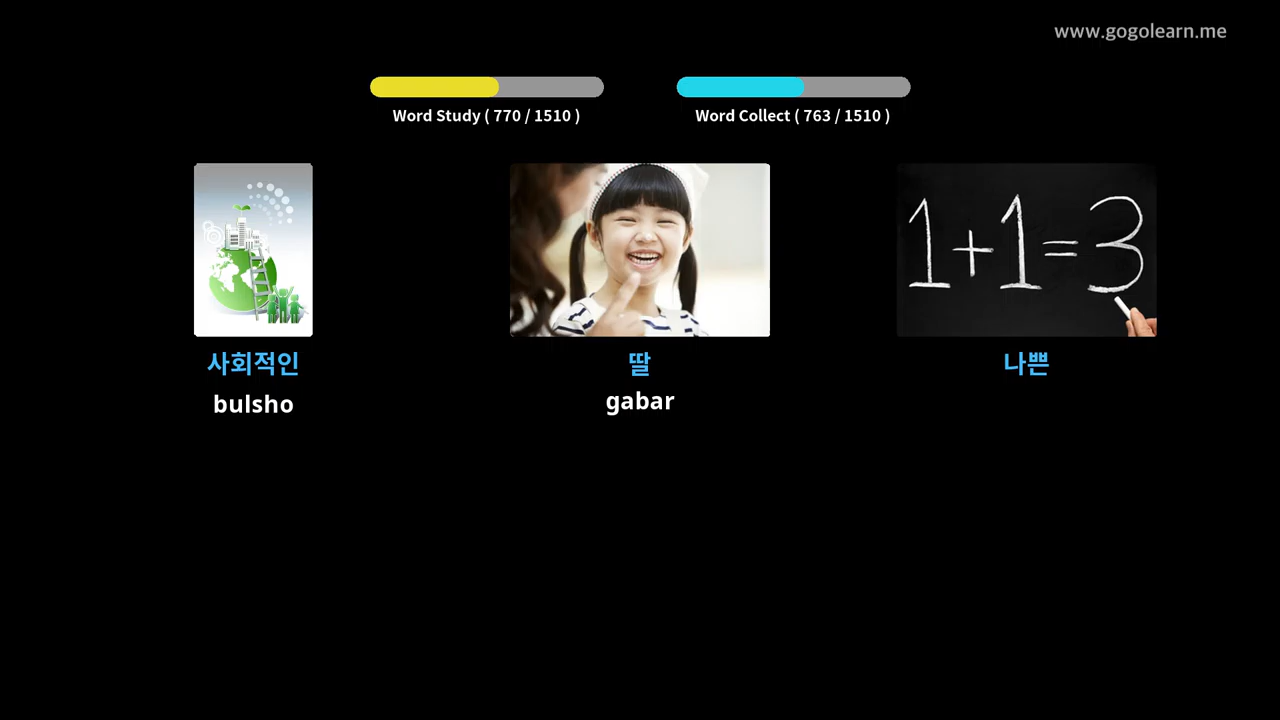 www.gogolearn.me
Word Study ( 770 / 1510 )
Word Collect ( 763 / 1510 )
1+1=3
사회적인
딸
나쁜
bulsho
gabar